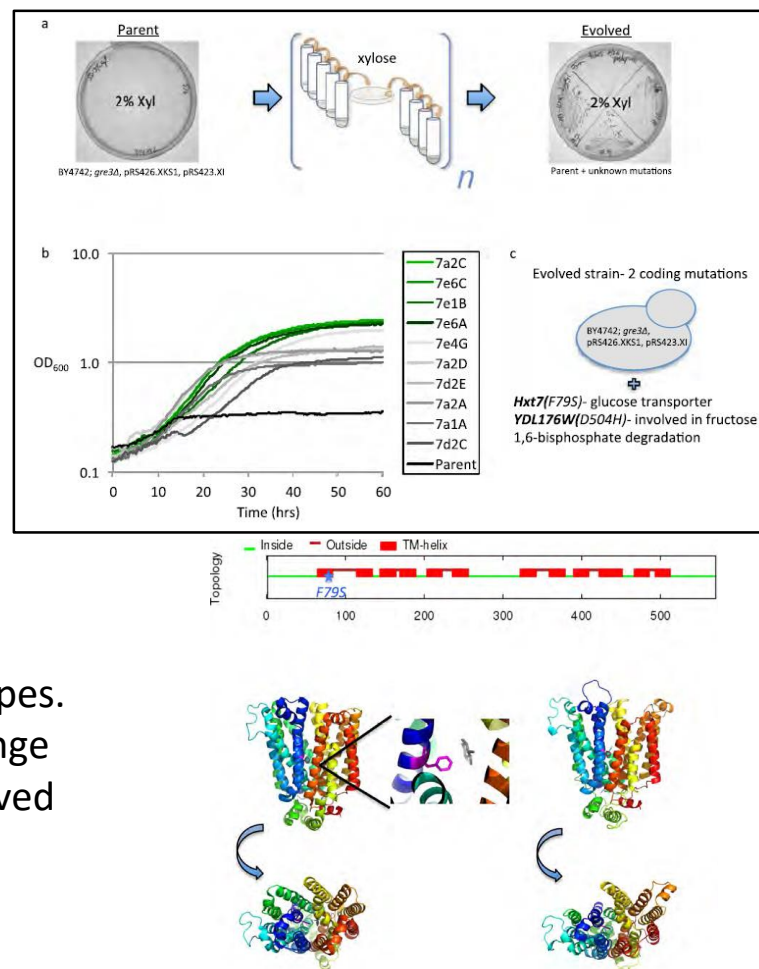 a
Parent
Evolved
xylose
2% Xyl
2% Xyl
n
BY4742; gre3Δ, pRS426.XKS1, pRS423.XI
Parent + unknown mutations
b
10.0
1.0
0.1
OD600
0 10 20 30 40 50 60
Time (hrs)
7a2C
7e6C
7e1B
7e6A
7e4G
7a2D
7d2E
7a2A
7a1A
7d2C
Parent
c
Evolved strain- 2 coding mutations
BY4742; gre3Δ,
pRS426.XKS1, pRS423.XI
+
Hxt7(F79S)- glucose transporter
YDL176W(D504H)- involved in fructose
1,6-bisphosphate degradation
Inside Outside TM-helix
Topology
F79S
0 100 200 300 400 500
pes.
nge
ved